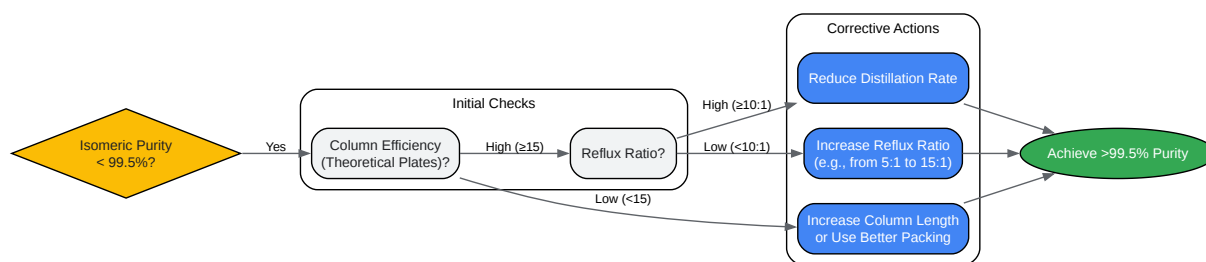 Isomeric Purity
< 99.5%?
Yes
Initial Checks
Column Efficiency
(Theoretical Plates)?
High (≥15)
Reflux Ratio?
Low (<15)
High (≥10:1)
Low (<10:1)
Corrective Actions
Reduce Distillation Rate
Increase Reflux Ratio
(e.g., from 5:1 to 15:1)
Increase Column Length
or Use Better Packing
Achieve >99.5% Purity